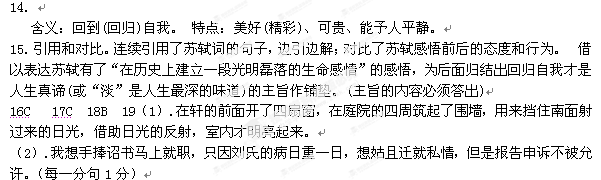 14.
含义：回到(回归)自我。 特点：美好(精彩)、可贵、能予人平静。
15.引用和对比。连续引用了苏轼词的句子，边引边解；对比了苏轼感悟前后的态度和行为。 借
以表达苏轼有了“在历史上建立一段光明磊落的生命感情”的感悟，为后面归结出回归自我才是
人生真谛(或“淡”是人生最深的味道)的主旨作铺垫。(主旨的内容必须答出)
16C 17C 18B 19（1）.在轩的前面开了四扇窗，在庭院的四周筑起了围墙，用来挡住南面射
过来的日光，借助日光的反射，室内才明亮起来。
（2）.我想手捧诏书马上就职，只因刘氏的病日重一日，想姑且迁就私情，但是报告申诉不被允
许。(每一分句1分)